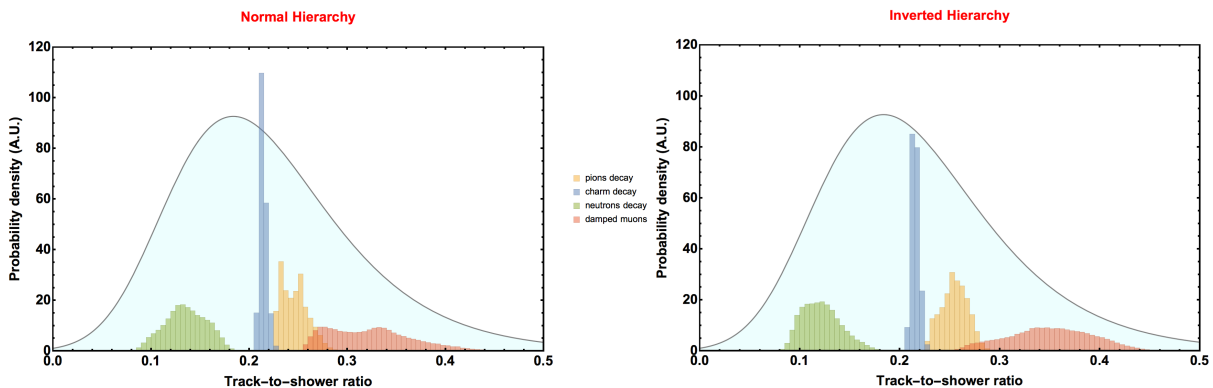 Normal Hierarchy
120
100
80
60
40
20
0
0.0 0.1 0.2 0.3 0.4 0.5
Probability density (A.U.)
Track-to-shower ratio
pions decay
charm decay
neutrons decay
damped muons
Inverted Hierarchy
120
100
80
60
40
20
0
0.0 0.1 0.2 0.3 0.4 0.5
Probability density (A.U.)
Track-to-shower ratio